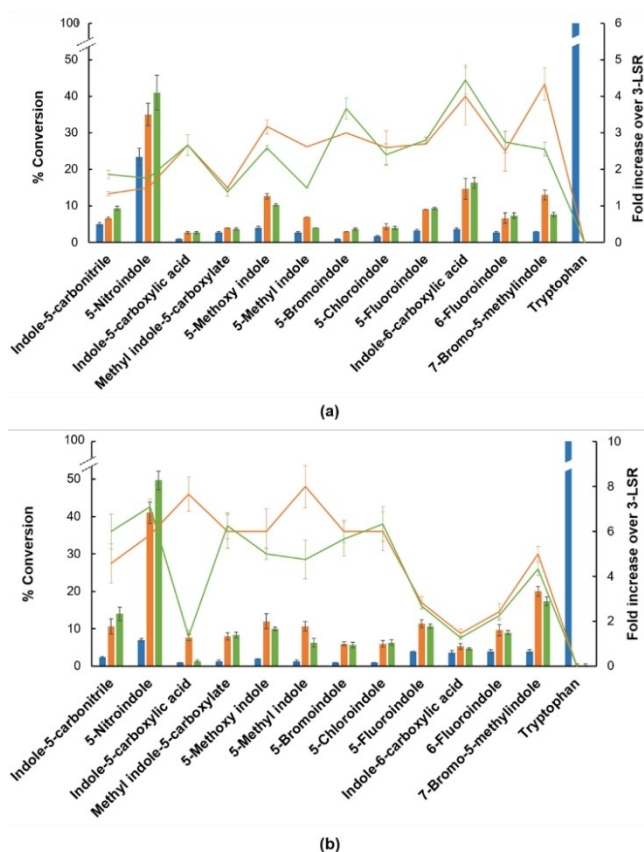 100
40
30
20
10
0
% Conversion
6
5
4
3
2
1
0
Fold increase over 3-LSR
Indole-5-carbonitrile
5-Nitroindole
Indole-5-carboxylic acid
Methyl indole-5-carboxylate
5-Methoxy indole
5-Methyl indole
5-Bromoindole
5-Chloroindole
5-Fluoroindole
Indole-6-carboxylic acid
6-Fluoroindole
7-Bromo-5-methylindole
Tryptophan
(a)
100
50
40
30
20
10
0
% Conversion
10
8
6
4
2
0
Fold increase over 3-LSR
Indole-5-carbonitrile
5-Nitroindole
Indole-5-carboxylic acid
Methyl indole-5-carboxylate
5-Methoxy indole
5-Methyl indole
5-Bromoindole
5-Chloroindole
5-Fluoroindole
Indole-6-carboxylic acid
6-Fluoroindole
7-Bromo-5-methylindole
Tryptophan
(b)